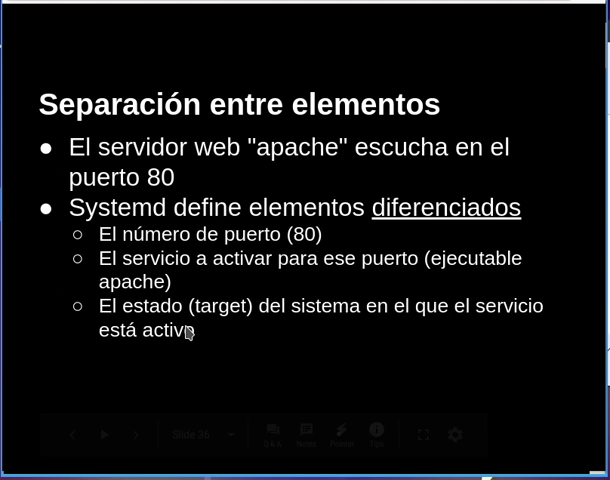 Separación entre elementos
● El servidor web "apache" escucha en el
puerto 80
● Systemd define elementos diferenciados
○ El número de puerto (80)
○ El servicio a activar para ese puerto (ejecutable
apache)
○ El estado (target) del sistema en el que el servicio
está activo
Slide 36
Q & A Notes Pointer Tips